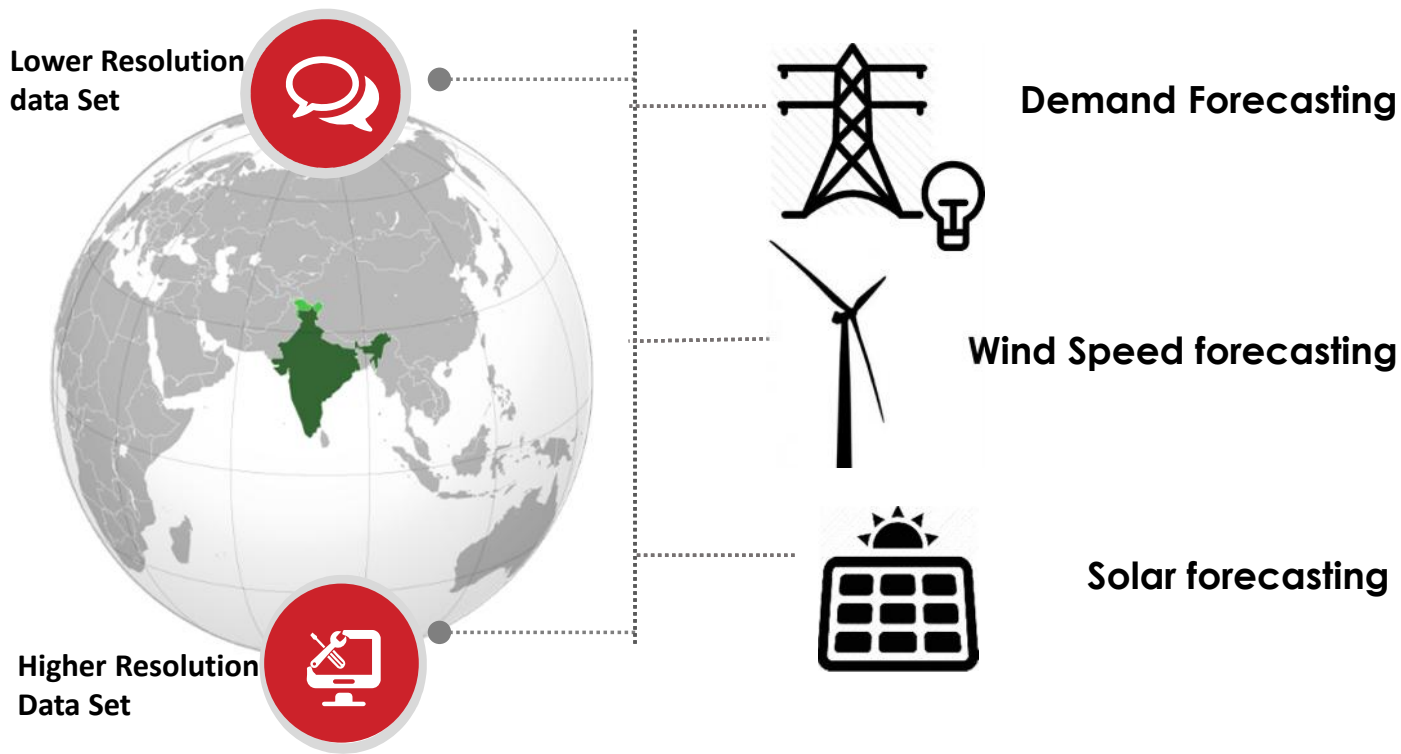 Lower Resolution
data Set
Demand Forecasting
Wind Speed forecasting
Solar forecasting
Higher Resolution
Data Set